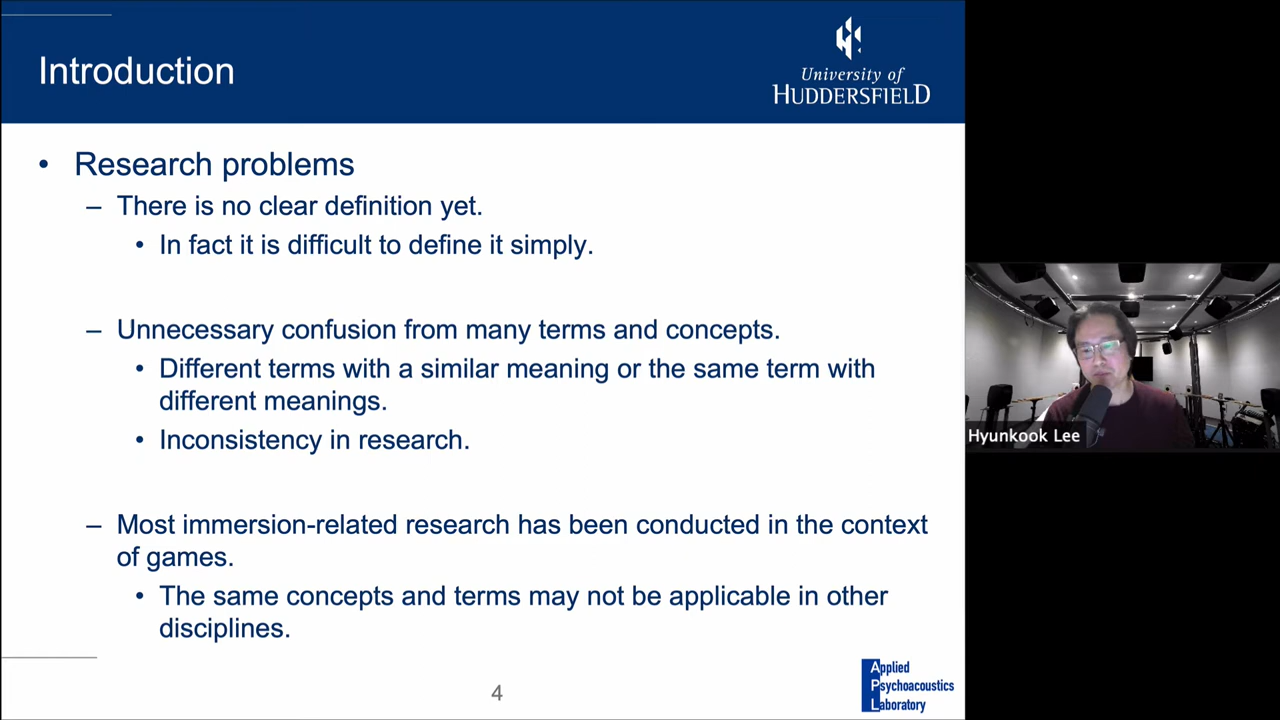 Introduction
University of
HUDDERSFIELD
• Research problems
– There is no clear definition yet.
• In fact it is difficult to define it simply.
– Unnecessary confusion from many terms and concepts.
• Different terms with a similar meaning or the same term with
different meanings.
• Inconsistency in research.
– Most immersion-related research has been conducted in the context
of games.
• The same concepts and terms may not be applicable in other
disciplines.
Hyunkook Lee
4
Applied
Psychoacoustics
Laboratory